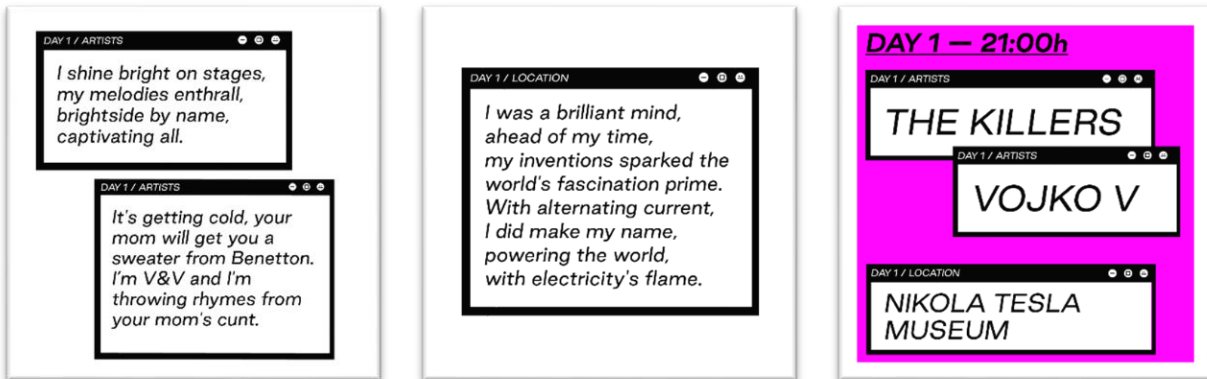 DAY 1 / ARTISTS
I shine bright on stages,
my melodies enthrall,
brightside by name,
captivating all.
DAY 1 / ARTISTS
It's getting cold, your
mom will get you a
sweater from Benetton.
I'm V&V and I'm
throwing rhymes from
your mom's cunt.
DAY 1 / LOCATION
I was a brilliant mind,
ahead of my time,
my inventions sparked the
world's fascination prime.
With alternating current,
I did make my name,
powering the world,
with electricity's flame.
DAY 1 — 21:00h
DAY 1 / ARTISTS
THE KILLERS
DAY 1 / ARTISTS
VOJKO V
DAY 1 / LOCATION
NIKOLA TESLA
MUSEUM